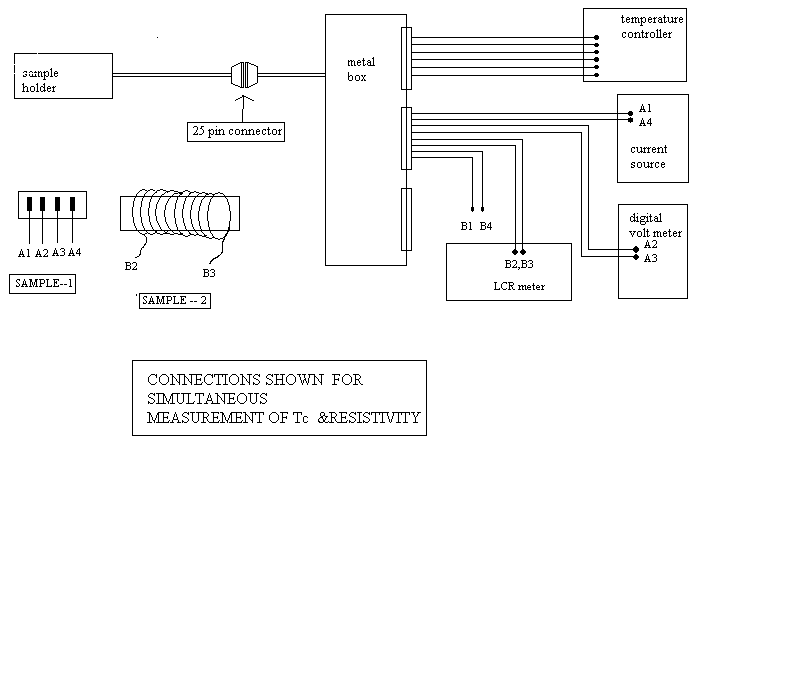 temperature
controller
sample
holder
metal
box
25 pin connector
A1
A4
current
source
A1 A2 A3 A4
SAMPLE--1
B2
B3
SAMPLE -- 2
B1 B4
digital
volt meter
A2
A3
B2,B3
LCR meter
CONNECTIONS SHOWN FOR
SIMULTANEOUS
MEASUREMENT OF Tc &RESISTIVITY